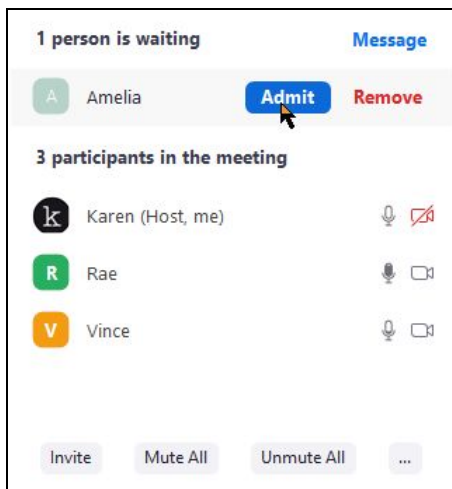 1 person is waiting Message
A Amelia Admit Remove
3 participants in the meeting
k Karen (Host, me)
R Rae
V Vince
Invite Mute All Unmute All ...